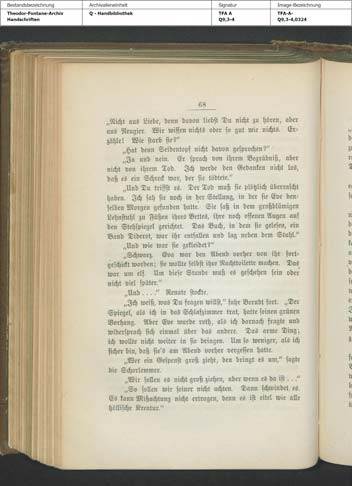 Bestandsbezeichnung
Archivalieneinheit
Signatur
Image-Bezeichnung
Theodor-Fontane-Archiv
Handschriften
Q - Handbibliothek
TFA A
Q9,3-4
TFA-A-
Q9,3-4,0324
68
„Nicht aus Liebe, denn davon liebst Du nicht zu hören, aber
aus Neugier. Wir wissen nichts oder so gut wie nichts. Er-
zähle! Wie starb sie?“
„Hat denn Seidentopf nicht davon gesprochen?“
„Ja und nein. Er sprach von ihrem Begräbniß, aber
nicht von ihrem Tod. Ich werde den Gedanken nicht los,
daß es ein Schreck war, der sie tödtete.“
„Und Du triffst es. Der Tod muß sie plötzlich überrascht
haben. Ich sah sie noch in der Stellung, in der sie Eve den-
selben Morgen gefunden hatte. Sie saß in dem großblumigen
Lehnstuhl zu Füßen ihres Bettes, ihre noch offenen Augen auf
den Stehspiegel gerichtet. Das Buch, in dem sie gelesen, ein
Band Diderot, war ihr entfallen und lag neben dem Stuhl.“
„Und wie war sie gekleidet?“
„Schwarz. Eva war den Abend vorher von ihr fort-
geschickt worden; sie wollte selbst ihre Nachttoilette machen. Das
war um elf. Um diese Stunde muß es geschehen sein oder
nicht viel später.“
„Und ....“ Renate stockte.
„Ich weiß, was Du fragen willst,“ fuhr Berndt fort. „Der
Spiegel, als ich in das Schlafzimmer trat, hatte seinen grünen
Vorhang. Aber Eve wurde roth, als ich darnach fragte und
widersprach sich einmal über das andere. Das arme Ding;
ich wollte nicht weiter in sie dringen. Um so weniger, als ich
sicher bin, daß sie's am Abend vorher vergessen hatte.
„Wer ein Gespenst groß zieht, den bringt es um,“ sagte
die Schorlemmer.
„Wir sollen es nicht groß ziehen, aber wenn es da ist ...“
„So sollen wir seiner nicht achten. Dann schwindet es.
Es kann Mißachtung nicht ertragen, denn es ist eitel wie alle
höllische Kreatur.“